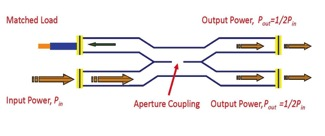 Matched Load
Output Power, Pout=1/2Pin
Input Power, Pin
Aperture Coupling
Output Power, Pout =1/2Pin